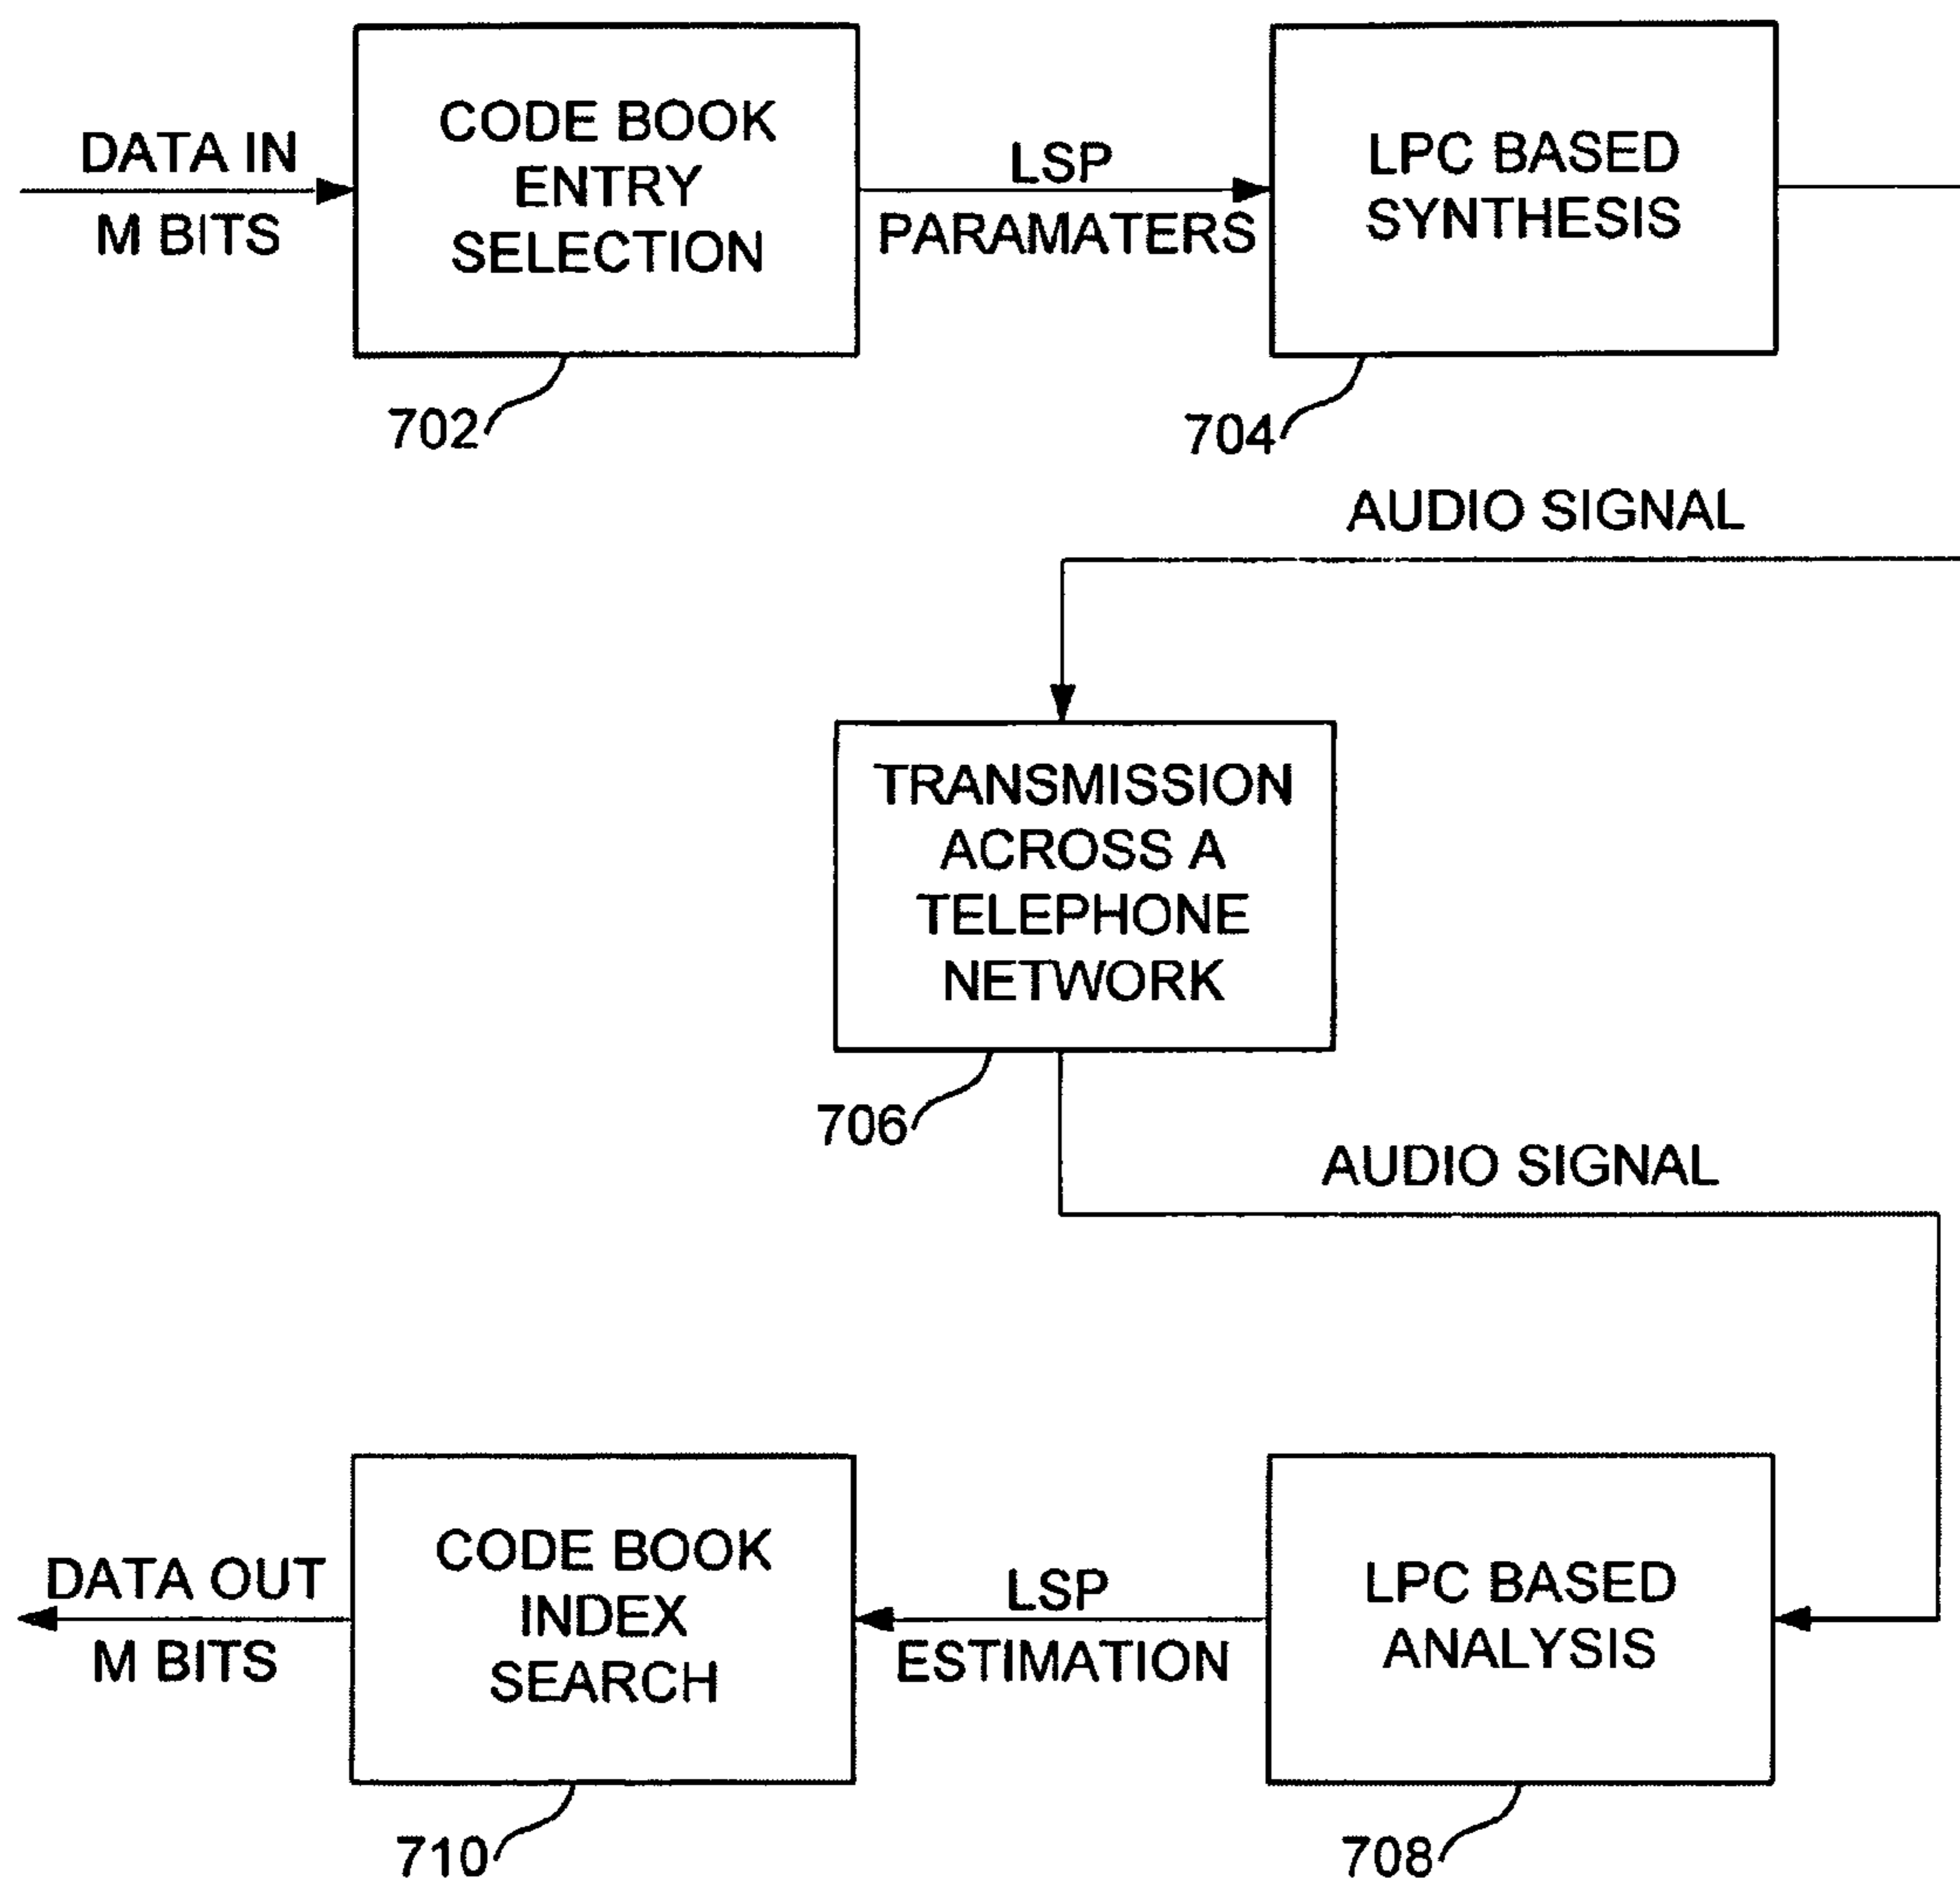 DATA IN
M BITS
CODE BOOK
ENTRY
SELECTION
702
LSP
PARAMATERS
LPC BASED
SYNTHESIS
704
AUDIO SIGNAL
TRANSMISSION
ACROSS A
TELEPHONE
NETWORK
706
AUDIO SIGNAL
LPC BASED
ANALYSIS
708
LSP
ESTIMATION
CODE BOOK
INDEX
SEARCH
710
DATA OUT
M BITS